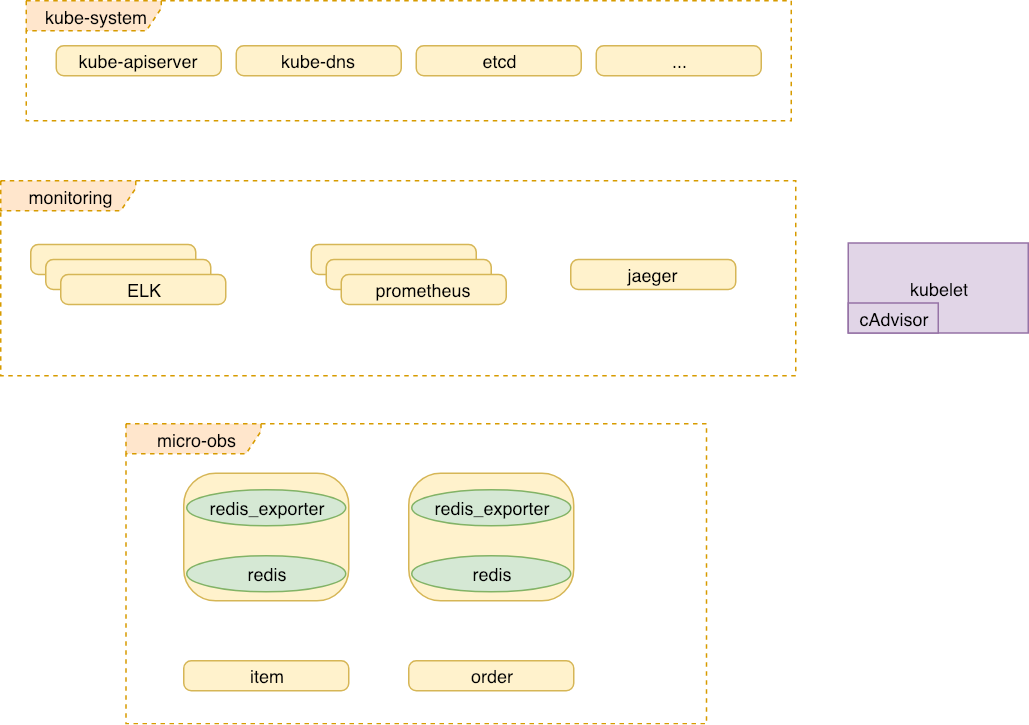 kube-system
kube-apiserver
kube-dns
etcd
...
monitoring
ELK
prometheus
jaeger
kubelet
cAdvisor
micro-obs
redis_exporter
redis_exporter
redis
redis
item
order